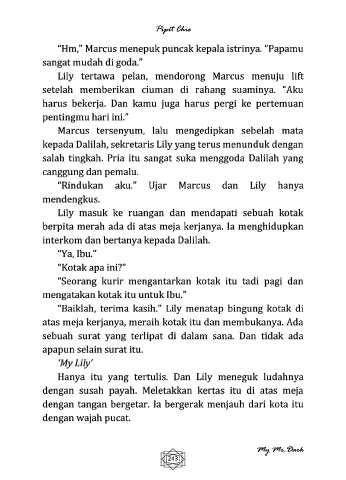 Pipit Chie
“Hm,” Marcus menepuk puncak kepala istrinya. “Papamu
sangat mudah di goda.”
Lily tertawa pelan, mendorong Marcus menuju lift
setelah memberikan ciuman di rahang suaminya. “Aku
harus bekerja. Dan kamu juga harus pergi ke pertemuan
pentingmu hari ini.”
Marcus tersenyum, lalu mengedipkan sebelah mata
kepada Dalilah, sekretaris Lily yang terus menunduk dengan
salah tingkah. Pria itu sangat suka menggoda Dalilah yang
canggung dan pemalu.
“Rindukan aku.” Ujar Marcus dan Lily hanya
mendengkus.
Lily masuk ke ruangan dan mendapati sebuah kotak
berpita merah ada di atas meja kerjanya. Ia menghidupkan
interkom dan bertanya kepada Dalilah.
“Ya, Ibu.”
“Kotak apa ini?”
“Seorang kurir mengantarkan kotak itu tadi pagi dan
mengatakan kotak itu untuk Ibu.”
“Baiklah, terima kasih.” Lily menatap bingung kotak di
atas meja kerjanya, meraih kotak itu dan membukanya. Ada
sebuah surat yang terlipat di dalam sana. Dan tidak ada
apapun selain surat itu.
‘My Lily’
Hanya itu yang tertulis. Dan Lily meneguk ludahnya
dengan susah payah. Meletakkan kertas itu di atas meja
dengan tangan bergetar. Ia bergerak menjauh dari kota itu
dengan wajah pucat.
My Mr. Dark
243